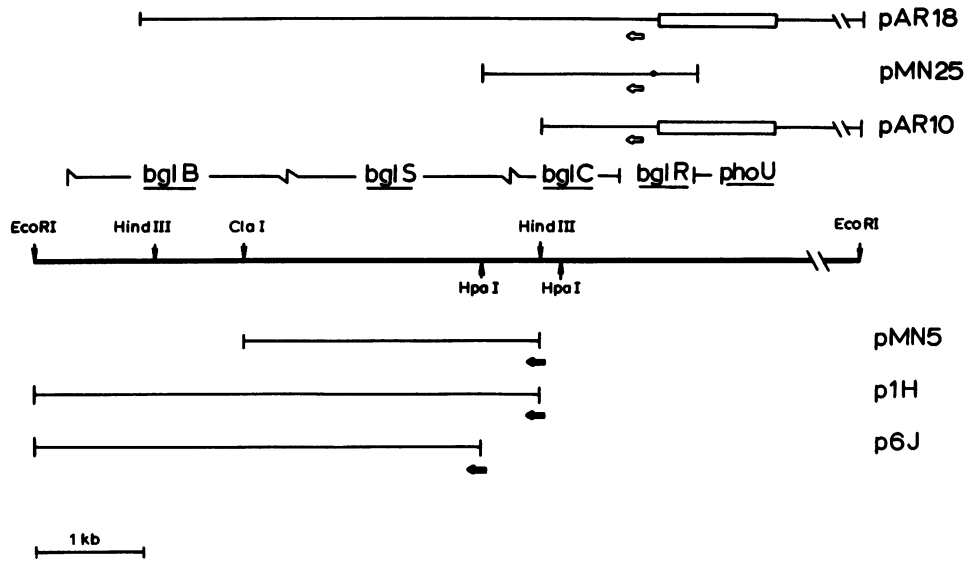 pAR18
pMN25
pAR10
bglB bglS bglC bglR phoU
EcoRI HindIII ClaI HindIII EcoRI
HpaI HpaI
pMN5
p1H
p6J
1 kb